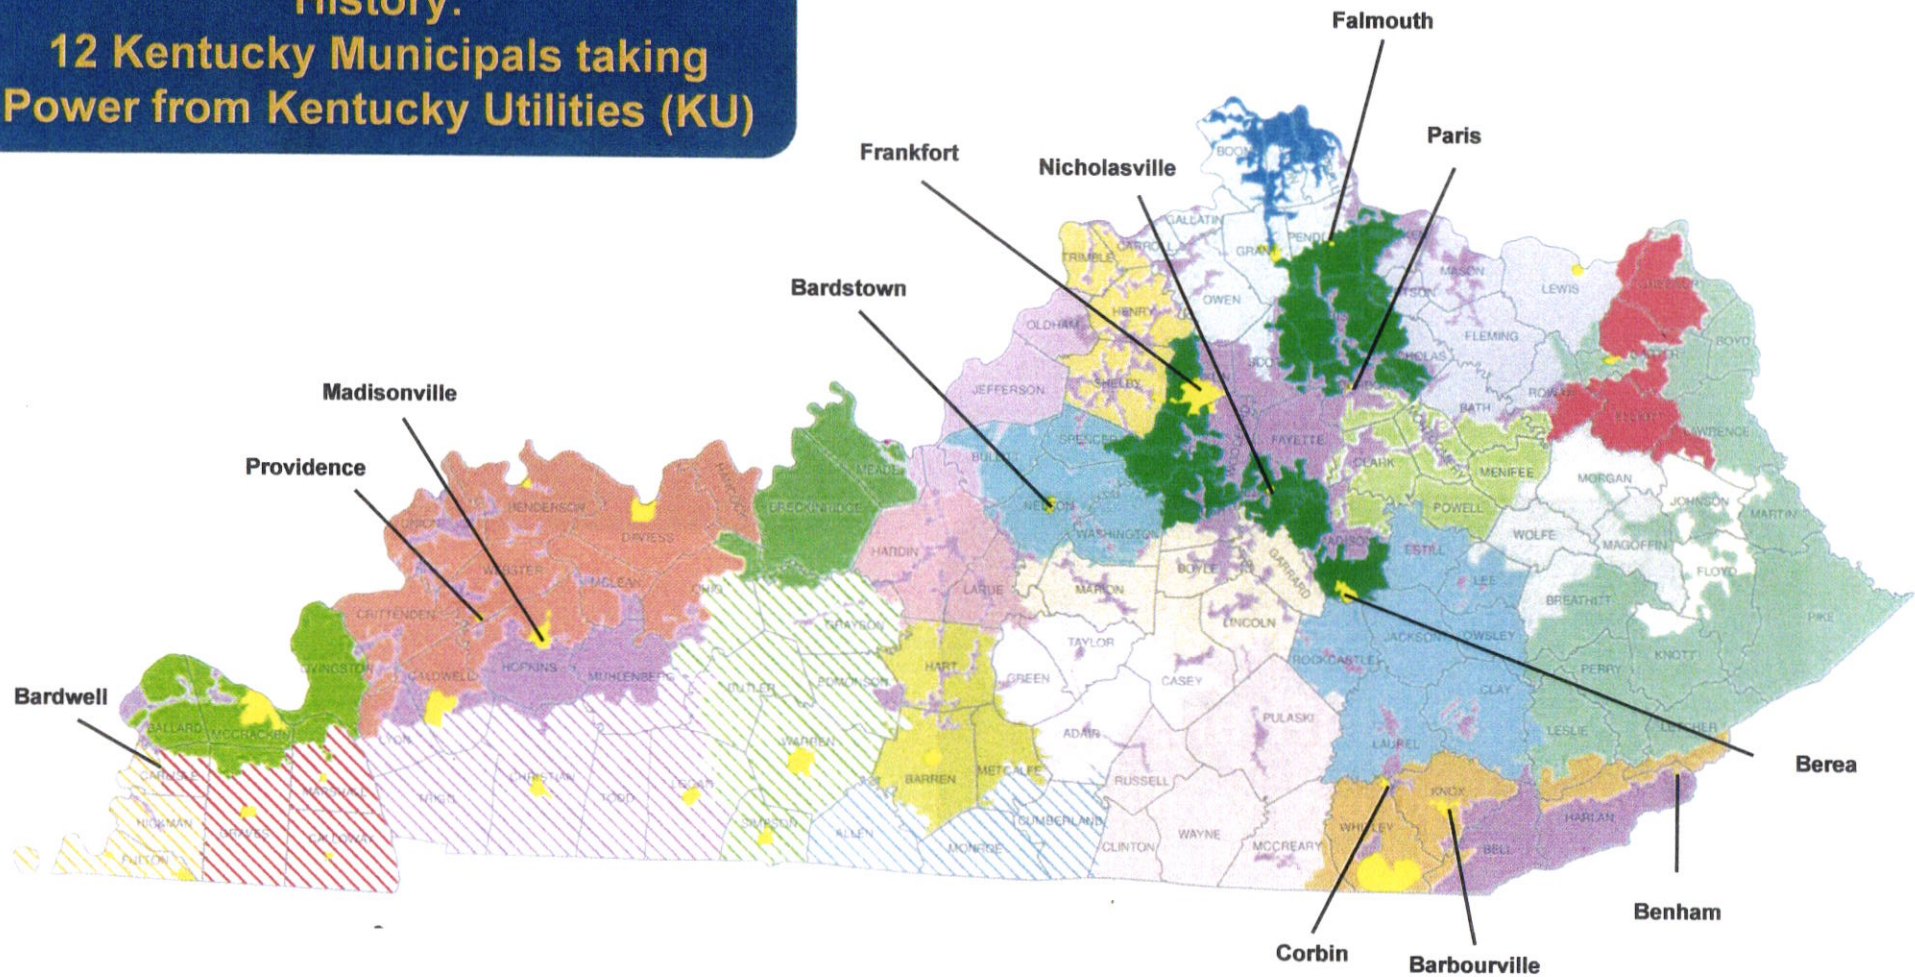 History:
12 Kentucky Municipals taking
Power from Kentucky Utilities (KU)
Falmouth
Paris
Frankfort
Nicholasville
Bardstown
Madisonville
Providence
Bardwell
Berea
Benham
Corbin
Barbourville
GALLATIN
CARROLL
TRIMBLE
OWEN
HENRY
OLDHAM
SHELBY
JEFFERSON
MASON
LEWIS
FLEMING
BOYD
BATH
FAYETTE
CLARK
MENIFEE
POWELL
MORGAN
JOHNSON
MARTIN
WOLFE
MAGOFFIN
FLOYD
PIKE
SPENCER
BULLITT
NELSON
WASHINGTON
MEADE
BRECKINRIDGE
HANCOCK
UNION
HENDERSON
DAVIESS
WEBSTER
MCLEAN
OHIO
HARDIN
LARUE
MARION
BOYLE
GARRARD
MADISON
ESTILL
LEE
BREATHITT
CRITTENDEN
GRAYSON
LINCOLN
TAYLOR
JACKSON
OWSLEY
KNOTT
PERRY
LIVINGSTON
CALDWELL
HOPKINS
MUHLENBERG
BUTLER
EDMONSON
HART
GREEN
CASEY
ROCKCASTLE
CLAY
LESLIE
LETCHER
BALLARD
MCCRACKEN
LYON
WARREN
ADAIR
PULASKI
LAUREL
CARLISLE
MARSHALL
CHRISTIAN
TRIGG
TODD
LOGAN
BARREN
METCALFE
RUSSELL
KNOX
HARLAN
HICKMAN
GRAVES
CALLOWAY
SIMPSON
ALLEN
MONROE
CUMBERLAND
CLINTON
WAYNE
MCCREARY
WHITLEY
BELL
FULTON